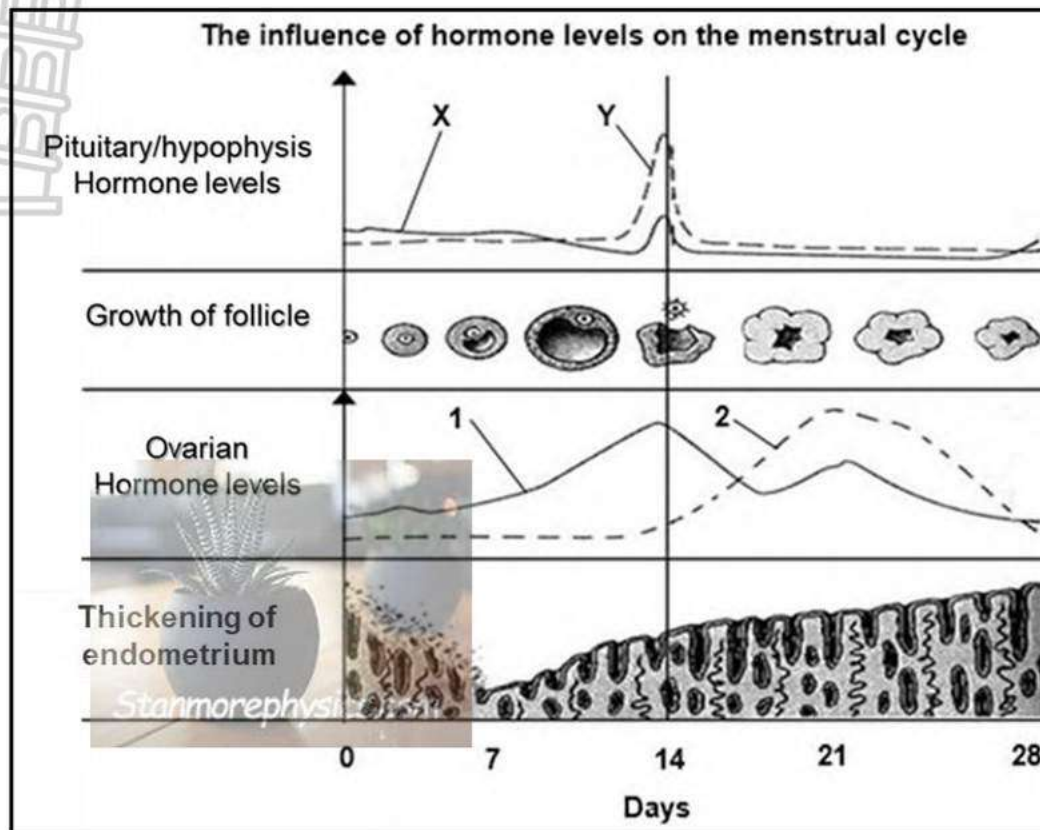 The influence of hormone levels on the menstrual cycle
X
Y
Pituitary/hypophysis
Hormone levels
Growth of follicle
1
2
Ovarian
Hormone levels
Thickening of
endometrium
0
7
14
21
28
Days